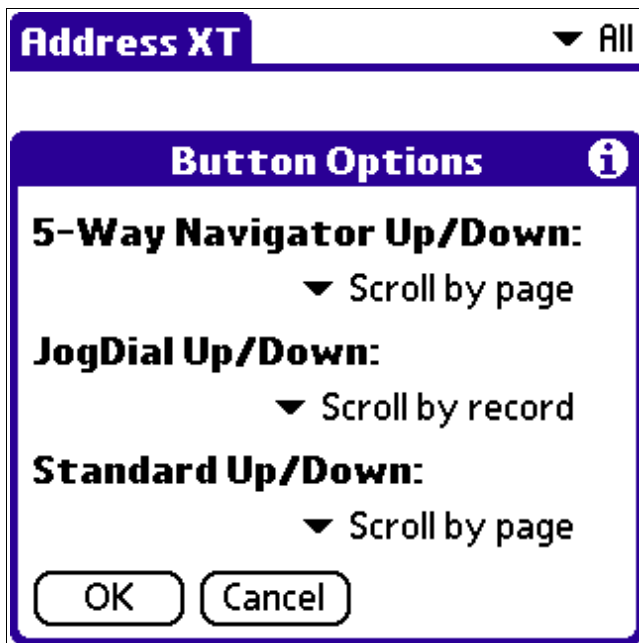 Address XT
All
Button Options
5-Way Navigator Up/Down:
Scroll by page
JogDial Up/Down:
Scroll by record
Standard Up/Down:
Scroll by page
OK Cancel